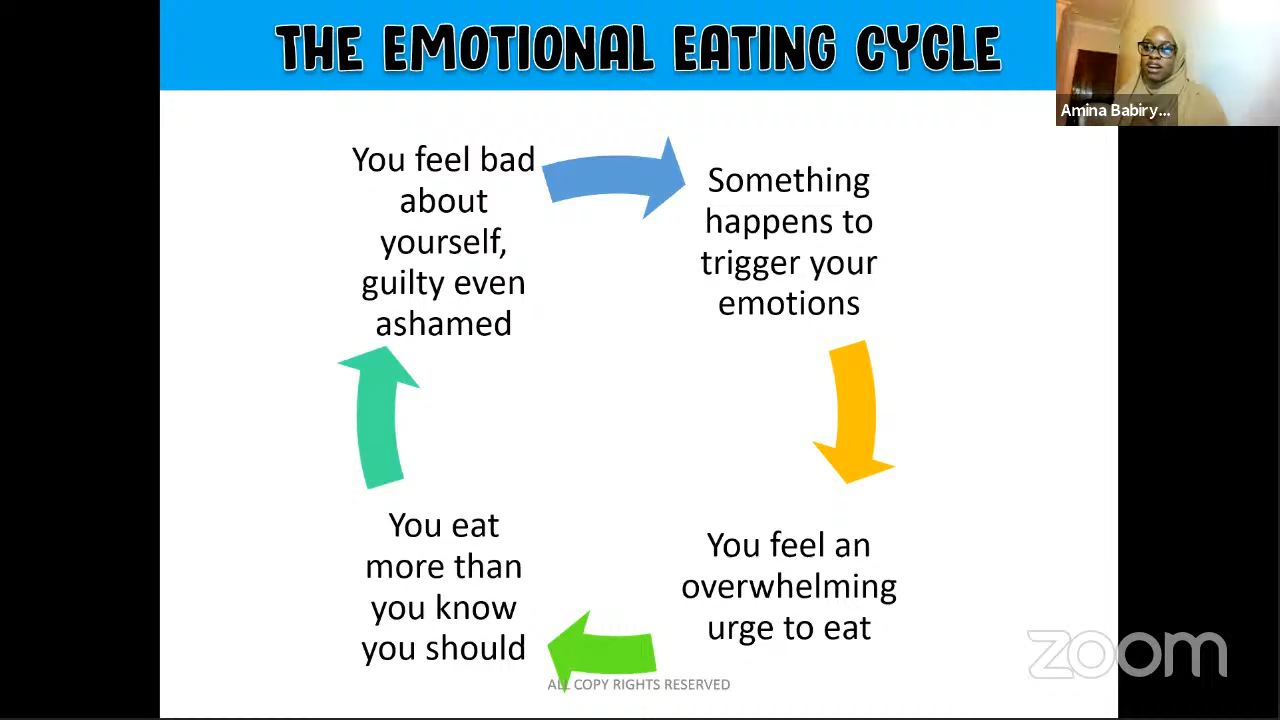 THE EMOTIONAL EATING CYCLE
Amina Babiry...
You feel bad
about
yourself,
guilty even
ashamed
Something
happens to
trigger your
emotions
You feel an
overwhelming
urge to eat
You eat
more than
you know
you should
ALL COPY RIGHTS RESERVED
zoom